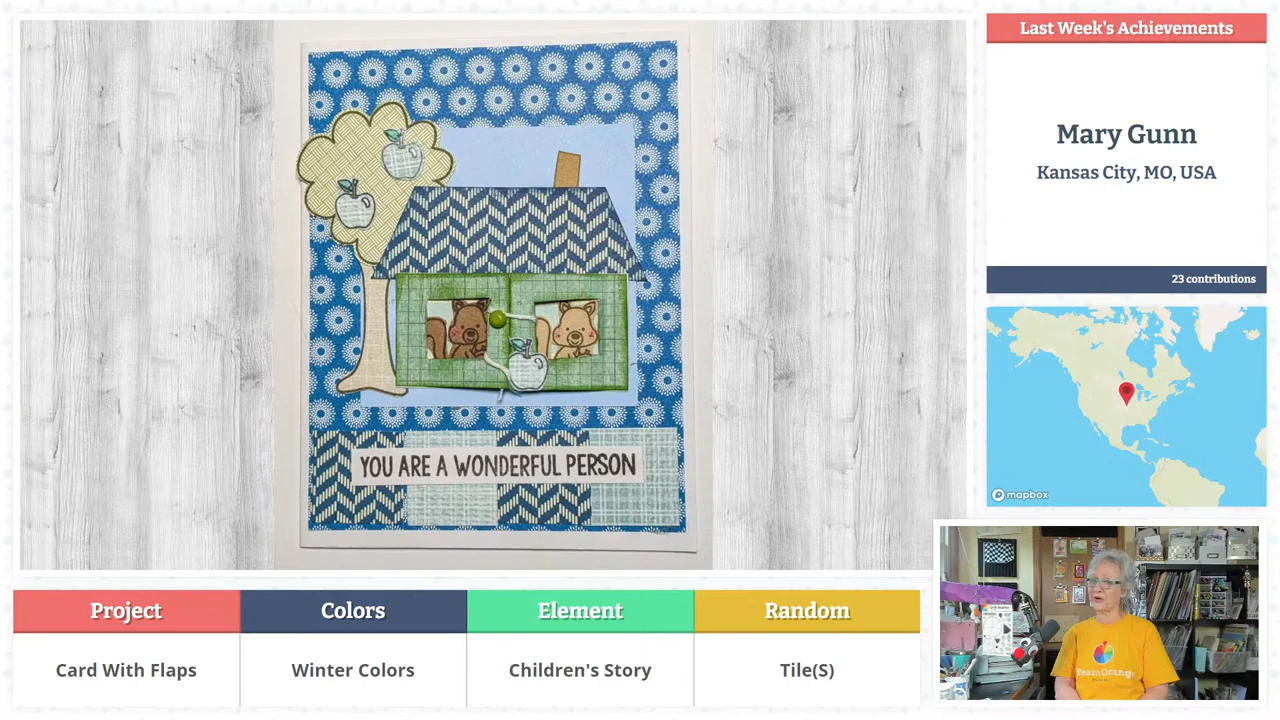 Last Week's Achievements
Mary Gunn
Kansas City, MO, USA
23 contributions
YOU ARE A WONDERFUL PERSON
mapbox
Project
Colors
Element
Random
Card With Flaps
Winter Colors
Children's Story
Tile(S)
TeamOrange